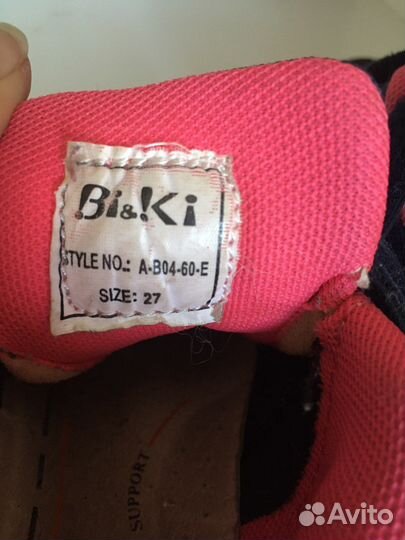 Bi&Ki
STYLE NO.: A-B04-60-E
SIZE: 27
SUPPORT
Avito